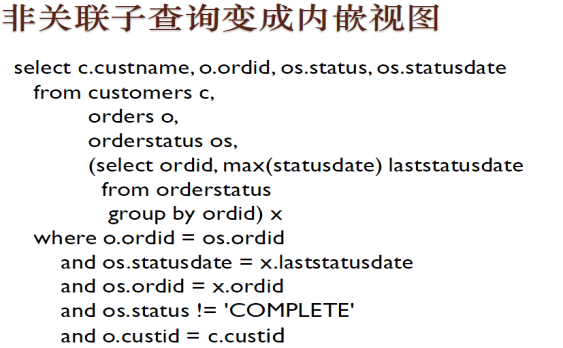 非关联子查询变成内嵌视图
select c.custname, o.ordid, os.status, os.statusdate
from customers c,
orders o,
orderstatus os,
(select ordid, max(statusdate) laststatusdate
from orderstatus
group by ordid) x
where o.ordid = os.ordid
and os.statusdate = x.laststatusdate
and os.ordid = x.ordid
and os.status != 'COMPLETE'
and o.custid = c.custid